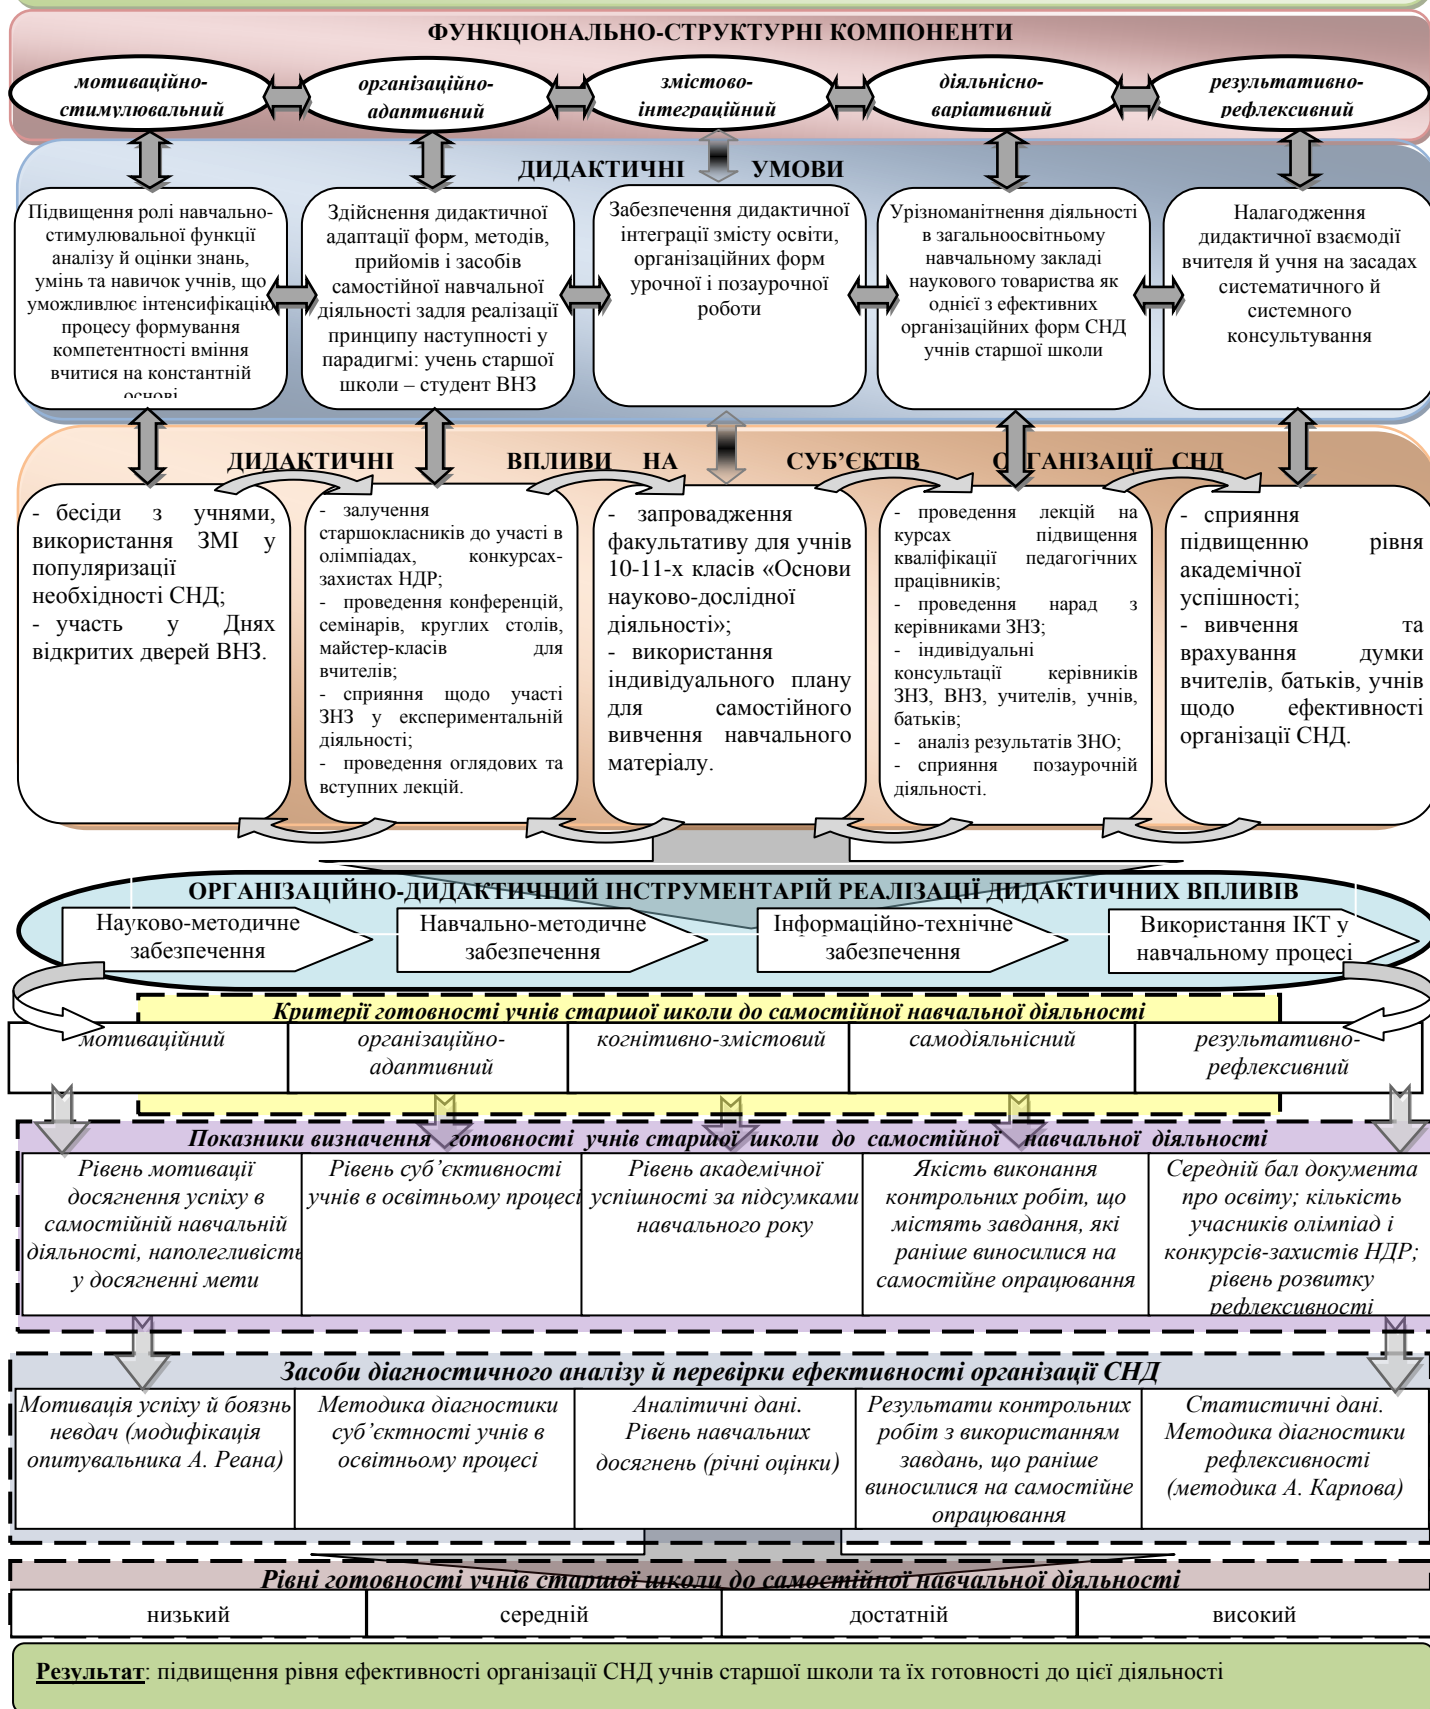 ФУНКЦІОНАЛЬНО-СТРУКТУРНІ КОМПОНЕНТИ
мотиваційно-
стимулювальний
організаційно-
адаптивний
змістово-
інтеграційний
діяльнісно-
варіативний
результативно-
рефлексивний
ДИДАКТИЧНІ УМОВИ
Підвищення ролі навчально-
стимулювальної функції
аналізу й оцінки знань,
умінь та навичок учнів, що
уможливлює інтенсифікацію
процесу формування
компетентності вміння
вчитися на константній
основі
Здійснення дидактичної
адаптації форм, методів,
прийомів і засобів
самостійної навчальної
діяльності задля реалізації
принципу наступності у
парадигмі: учень старшої
школи – студент ВНЗ
Забезпечення дидактичної
інтеграції змісту освіти,
організаційних форм
урочної і позаурочної
роботи
Урізноманітнення діяльності
в загальноосвітньому
навчальному закладі
наукового товариства як
однієї з ефективних
організаційних форм СНД
учнів старшої школи
Налагодження
дидактичної взаємодії
вчителя й учня на засадах
систематичного й
системного
консультування
ДИДАКТИЧНІ ВПЛИВИ НА СУБ’ЄКТІВ ОРГАНІЗАЦІЇ СНД
- бесіди з учнями,
використання ЗМІ у
популяризації
необхідності СНД;
- участь у Днях
відкритих дверей ВНЗ.
- залучення
старшокласників до участі в
олімпіадах, конкурсах-
захистах НДР;
- проведення конференцій,
семінарів, круглих столів,
майстер-класів для
вчителів;
- сприяння щодо участі
ЗНЗ у експериментальній
діяльності;
- проведення оглядових та
вступних лекцій.
- запровадження
факультативу для учнів
10-11-х класів «Основи
науково-дослідної
діяльності»;
- використання
індивідуального плану
для самостійного
вивчення навчального
матеріалу.
- проведення лекцій на
курсах підвищення
кваліфікації педагогічних
працівників;
- проведення нарад з
керівниками ЗНЗ;
- індивідуальні
консультації керівників
ЗНЗ, ВНЗ, учителів, учнів,
батьків;
- аналіз результатів ЗНО;
- сприяння позаурочній
діяльності.
- сприяння
підвищенню рівня
академічної
успішності;
- вивчення та
врахування думки
вчителів, батьків, учнів
щодо ефективності
організації СНД.
ОРГАНІЗАЦІЙНО-ДИДАКТИЧНИЙ ІНСТРУМЕНТАРІЙ РЕАЛІЗАЦІЇ ДИДАКТИЧНИХ ВПЛИВІВ
Науково-методичне
забезпечення
Навчально-методичне
забезпечення
Інформаційно-технічне
забезпечення
Використання ІКТ у
навчальному процесі
Критерії готовності учнів старшої школи до самостійної навчальної діяльності
мотиваційний
організаційно-
адаптивний
когнітивно-змістовий
самодіяльнісний
результативно-
рефлексивний
Показники визначення готовності учнів старшої школи до самостійної навчальної діяльності
Рівень мотивації
досягнення успіху в
самостійній навчальній
діяльності, наполегливість
у досягненні мети
Рівень суб’єктивності
учнів в освітньому процесі
Рівень академічної
успішності за підсумками
навчального року
Якість виконання
контрольних робіт, що
містять завдання, які
раніше виносилися на
самостійне опрацювання
Середній бал документа
про освіту; кількість
учасників олімпіад і
конкурсів-захистів НДР;
рівень розвитку
рефлексивності
Засоби діагностичного аналізу й перевірки ефективності організації СНД
Мотивація успіху й боязнь
невдач (модифікація
опитувальника А. Реана)
Методика діагностики
суб’єктності учнів в
освітньому процесі
Аналітичні дані.
Рівень навчальних
досягнень (річні оцінки)
Результати контрольних
робіт з використанням
завдань, що раніше
виносилися на самостійне
опрацювання
Статистичні дані.
Методика діагностики
рефлексивності
(методика А. Карпова)
Рівні готовності учнів старшої школи до самостійної навчальної діяльності
низький
середній
достатній
високий
Результат: підвищення рівня ефективності організації СНД учнів старшої школи та їх готовності до цієї діяльності